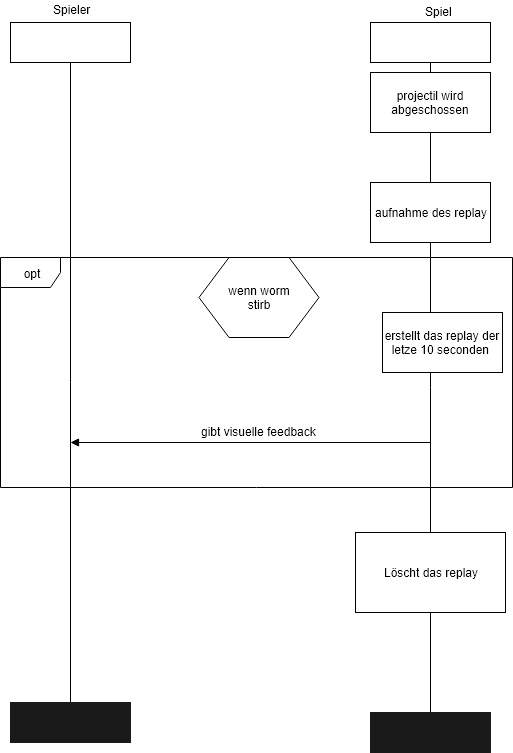 Spieler
Spiel
projectil wird
abgeschossen
aufnahme des replay
opt
wenn worm
stirb
erstellt das replay der
letze 10 seconden
gibt visuelle feedback
Löscht das replay